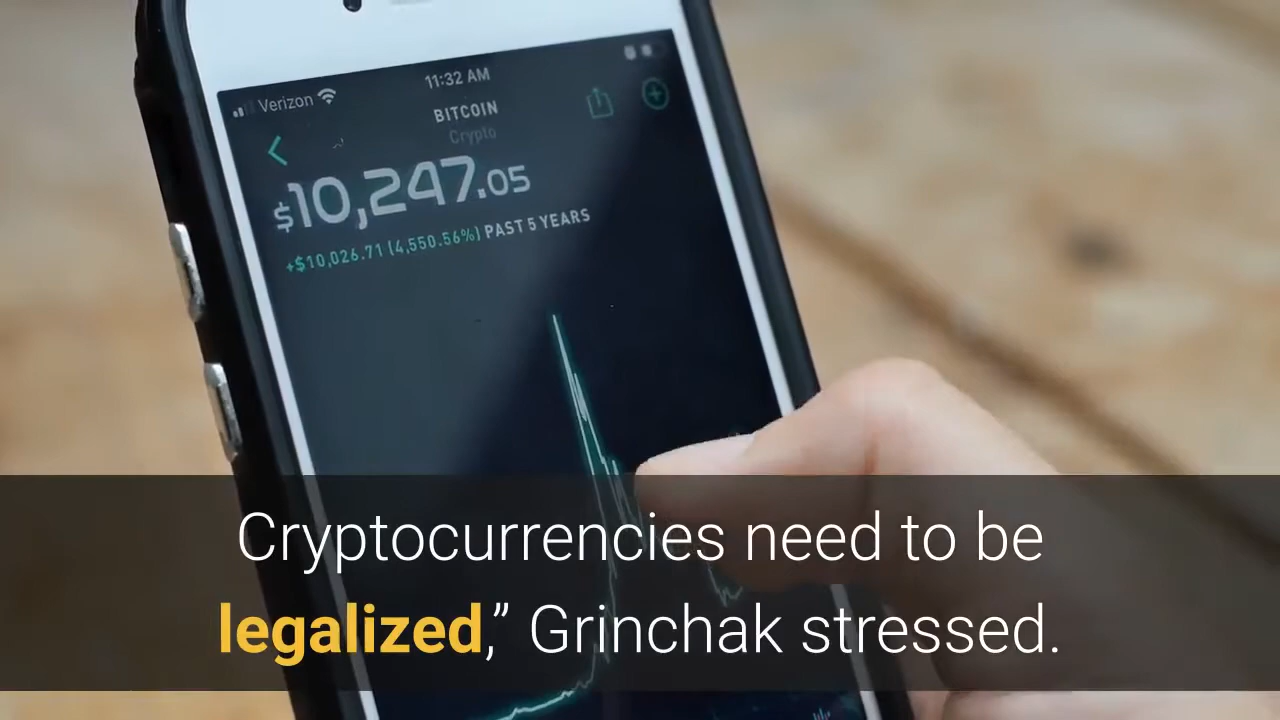 Verizon
11:32 AM
BITCOIN
Crypto
$10,247.05
+$10,026.71 (4,550.56%) PAST 5 YEARS
Cryptocurrencies need to be
legalized,” Grinchak stressed.